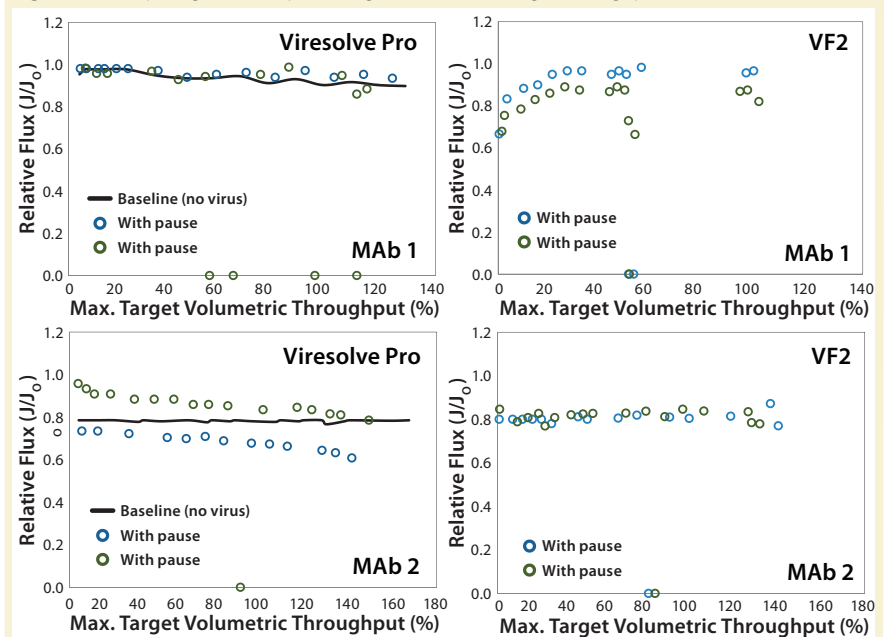 Viresolve Pro
Relative Flux (J/Jo)
1.2
1.0
0.8
0.6
0.4
0.2
0.0
Baseline (no virus)
With pause
With pause
MAb 1
0 20 40 60 80 100 120 140
Max. Target Volumetric Throughput (%)
VF2
Relative Flux (J/Jo)
1.2
1.0
0.8
0.6
0.4
0.2
0.0
With pause
With pause
MAb 1
0 20 40 60 80 100 120 140
Max. Target Volumetric Throughput (%)
Viresolve Pro
Relative Flux (J/Jo)
1.2
1.0
0.8
0.6
0.4
0.2
0.0
Baseline (no virus)
With pause
With pause
MAb 2
0 20 40 60 80 100 120 140 160 180
Max. Target Volumetric Throughput (%)
VF2
Relative Flux (J/Jo)
1.2
1.0
0.8
0.6
0.4
0.2
0.0
With pause
With pause
MAb 2
0 20 40 60 80 100 120 140 160 180
Max. Target Volumetric Throughput (%)